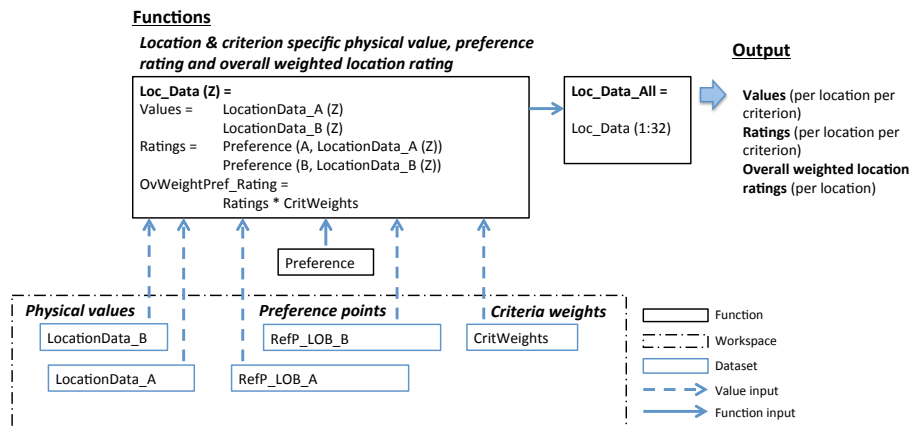 Functions
Location & criterion specific physical value, preference
rating and overall weighted location rating
Loc_Data (Z) =
Values = LocationData_A (Z)
LocationData_B (Z)
Ratings = Preference (A, LocationData_A (Z))
Preference (B, LocationData_B (Z))
OvWeightPref_Rating =
Ratings * CritWeights
Loc_Data_All =
Loc_Data (1:32)
Output
Values (per location per
criterion)
Ratings (per location per
criterion)
Overall weighted location
ratings (per location)
Preference
Physical values
Preference points
Criteria weights
LocationData_B
RefP_LOB_B
CritWeights
LocationData_A
RefP_LOB_A
Function
Workspace
Dataset
Value input
Function input